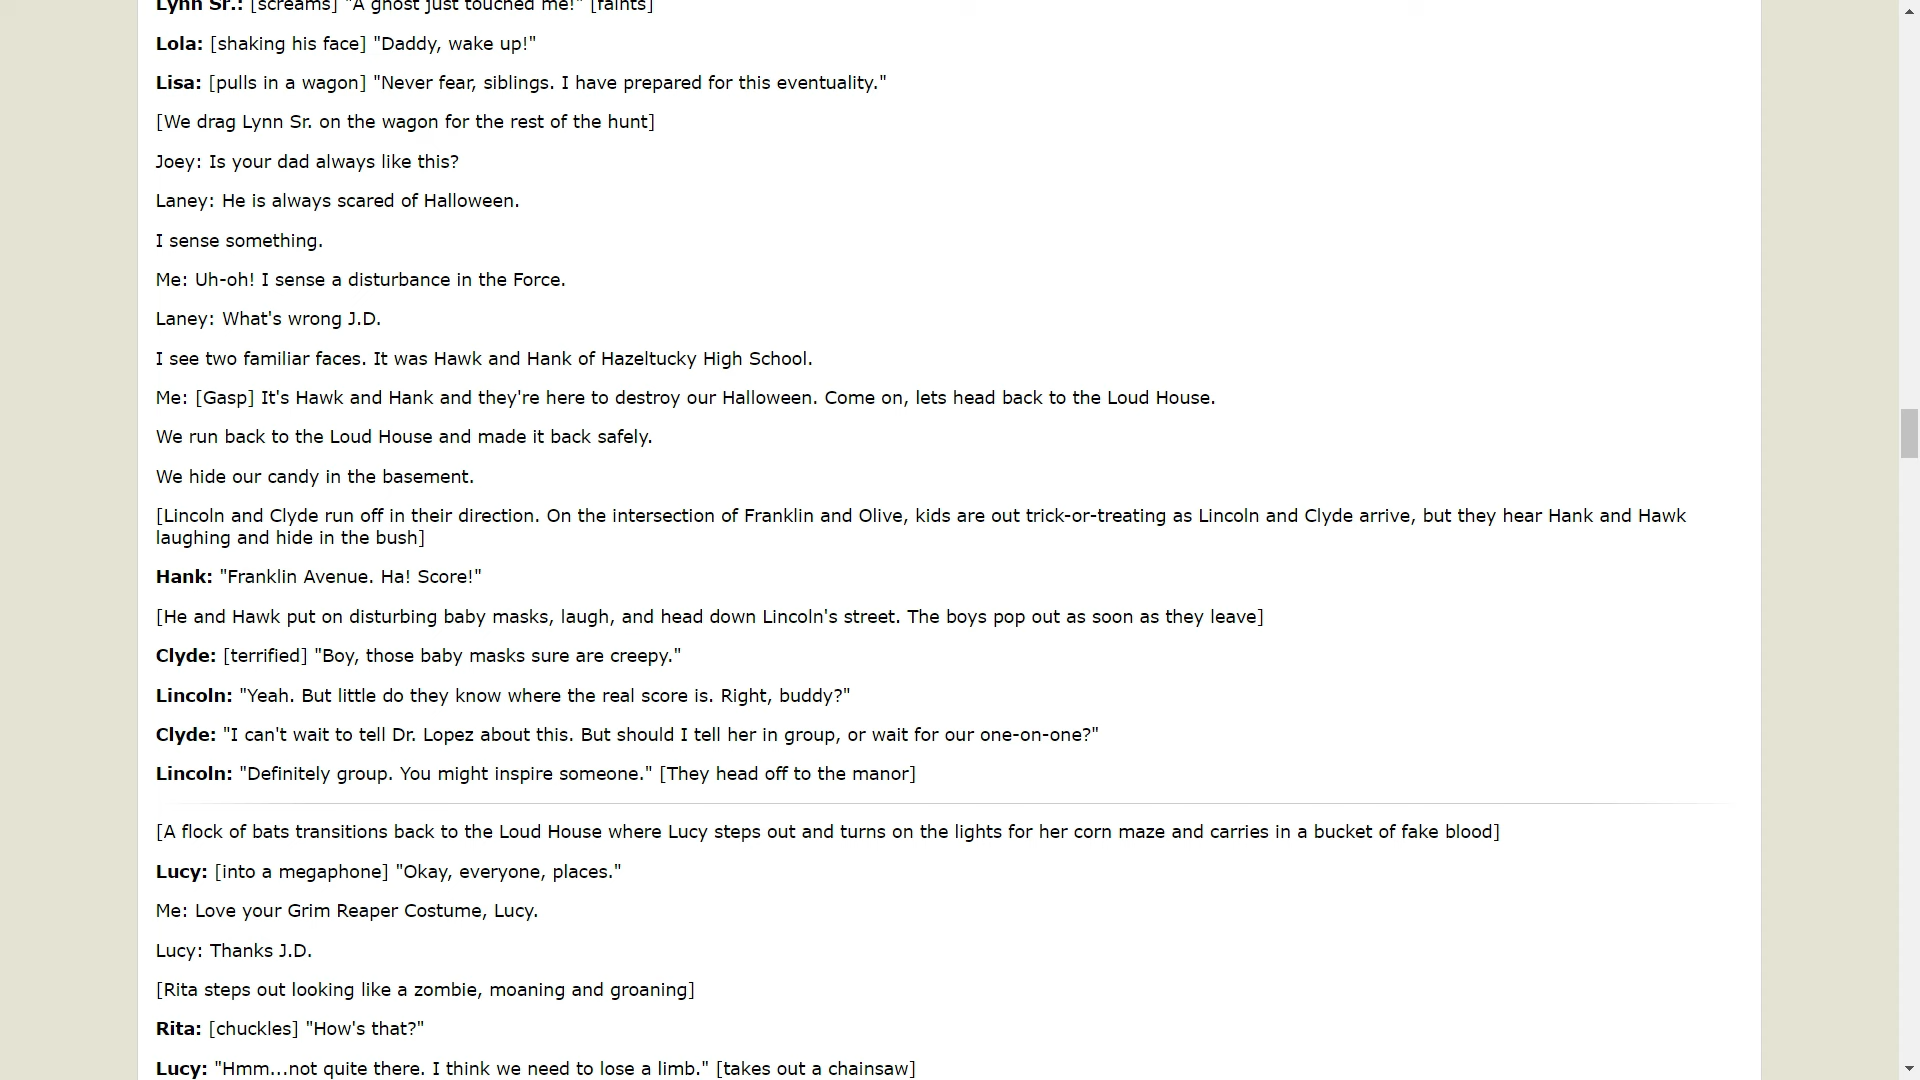 Lynn Sr.: [screams] "A ghost just touched me!" [faints]
Lola: [shaking his face] "Daddy, wake up!"
Lisa: [pulls in a wagon] "Never fear, siblings. I have prepared for this eventuality."
[We drag Lynn Sr. on the wagon for the rest of the hunt]
Joey: Is your dad always like this?
Laney: He is always scared of Halloween.
I sense something.
Me: Uh-oh! I sense a disturbance in the Force.
Laney: What's wrong J.D.
I see two familiar faces. It was Hawk and Hank of Hazeltucky High School.
Me: [Gasp] It's Hawk and Hank and they're here to destroy our Halloween. Come on, lets head back to the Loud House.
We run back to the Loud House and made it back safely.
We hide our candy in the basement.
[Lincoln and Clyde run off in their direction. On the intersection of Franklin and Olive, kids are out trick-or-treating as Lincoln and Clyde arrive, but they hear Hank and Hawk
laughing and hide in the bush]
Hank: "Franklin Avenue. Ha! Score!"
[He and Hawk put on disturbing baby masks, laugh, and head down Lincoln's street. The boys pop out as soon as they leave]
Clyde: [terrified] "Boy, those baby masks sure are creepy."
Lincoln: "Yeah. But little do they know where the real score is. Right, buddy?"
Clyde: "I can't wait to tell Dr. Lopez about this. But should I tell her in group, or wait for our one-on-one?"
Lincoln: "Definitely group. You might inspire someone." [They head off to the manor]
[A flock of bats transitions back to the Loud House where Lucy steps out and turns on the lights for her corn maze and carries in a bucket of fake blood]
Lucy: [into a megaphone] "Okay, everyone, places."
Me: Love your Grim Reaper Costume, Lucy.
Lucy: Thanks J.D.
[Rita steps out looking like a zombie, moaning and groaning]
Rita: [chuckles] "How's that?"
Lucy: "Hmm...not quite there. I think we need to lose a limb." [takes out a chainsaw]